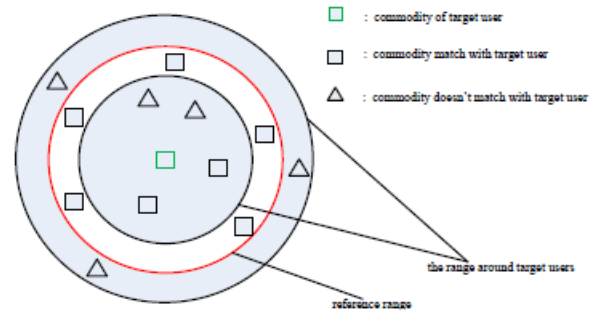 : commodity of target user
: commodity match with target user
: commodity doesn't match with target user
the range around target users
reference range